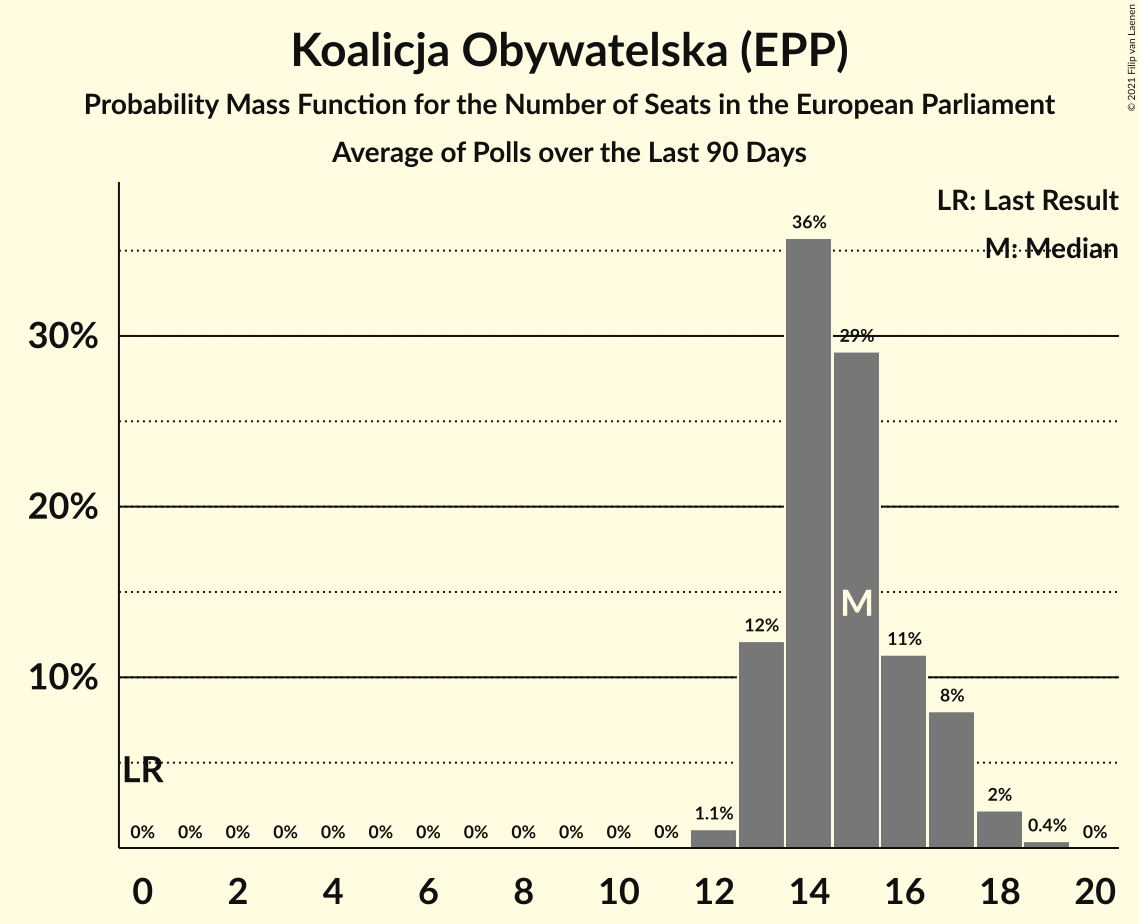 Koalicja Obywatelska (EPP)
Probability Mass Function for the Number of Seats in the European Parliament
Average of Polls over the Last 90 Days
© 2021 Filip van Laenen
LR: Last Result
M: Median
36%
30%
29%
20%
M
12%
11%
10%
8%
LR
2%
1.1%
0.4%
0% 0% 0% 0% 0% 0% 0% 0% 0% 0% 0% 0% 0%
0 2 4 6 8 10 12 14 16 18 20